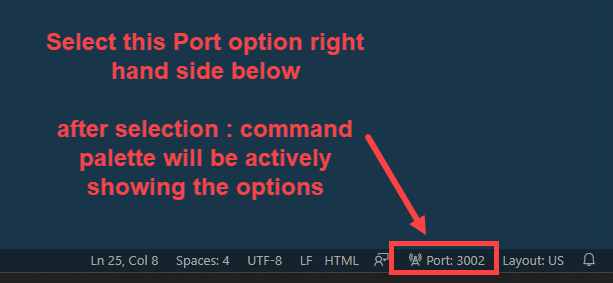 Select this Port option right
hand side below
after selection : command
palette will be actively
showing the options
Ln 25, Col 8 Spaces: 4 UTF-8 LF HTML Port: 3002 Layout: US